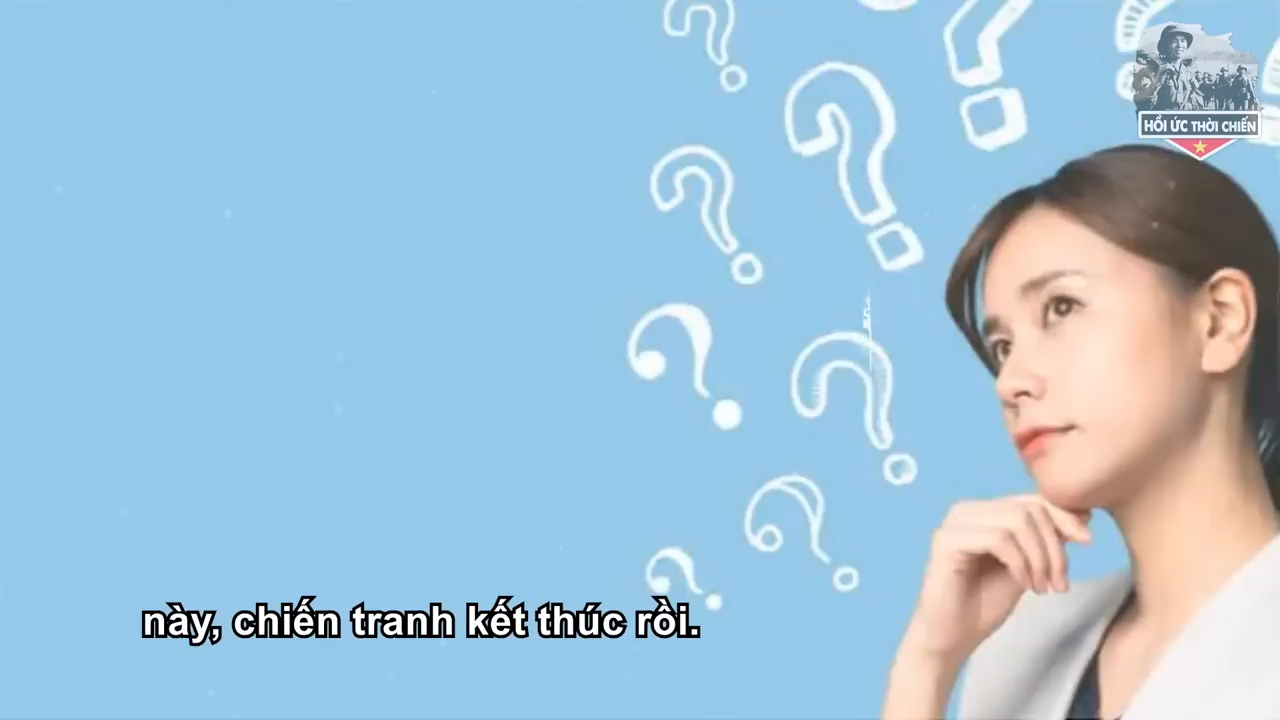 HỒI ỨC THỜI CHIẾN
này, chiến tranh kết thúc rồi.